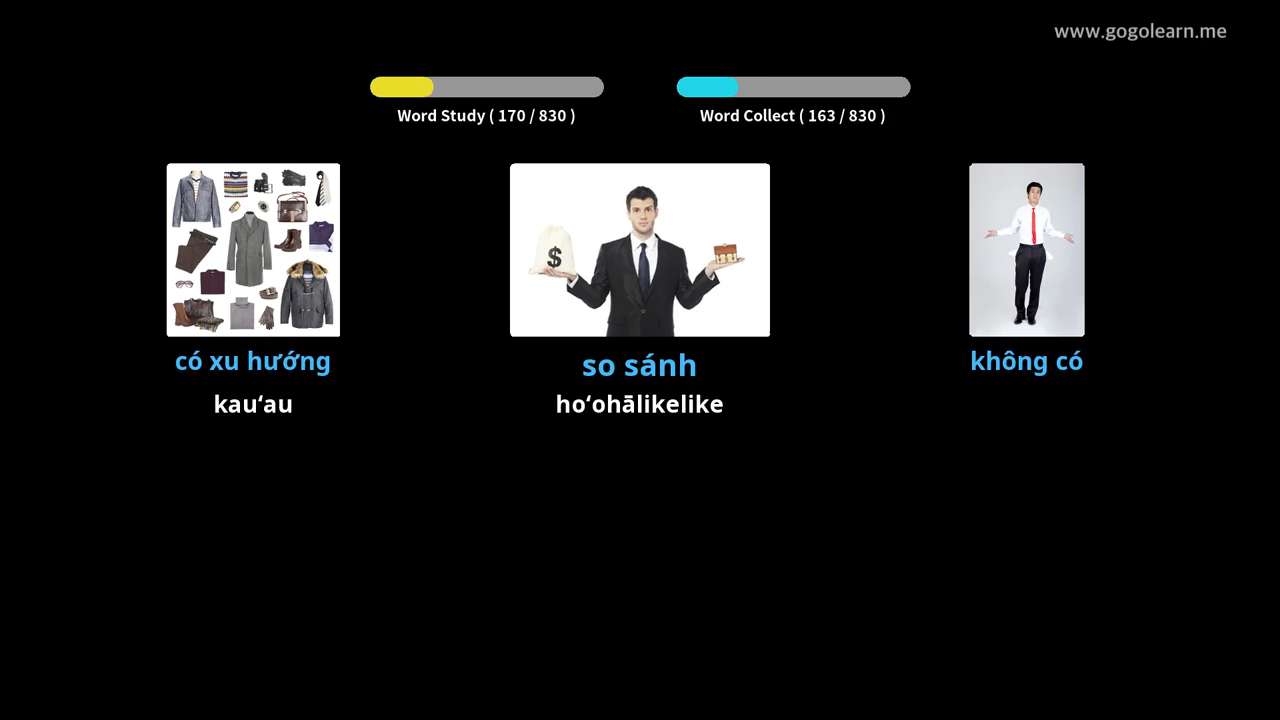 www.gogolearn.me
Word Study ( 170 / 830 )
Word Collect ( 163 / 830 )
có xu hướng
so sánh
không có
kauʻau
hoʻohālikelike
$